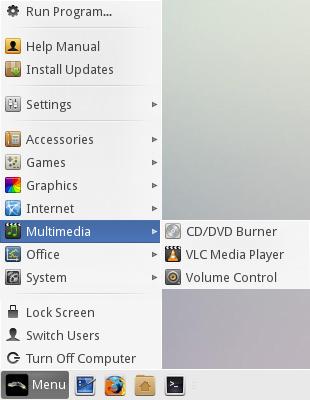 Run Program...
Help Manual
Install Updates
Settings
Accessories
Games
Graphics
Internet
Multimedia
CD/DVD Burner
Office
VLC Media Player
System
Volume Control
Lock Screen
Switch Users
Turn Off Computer
Menu